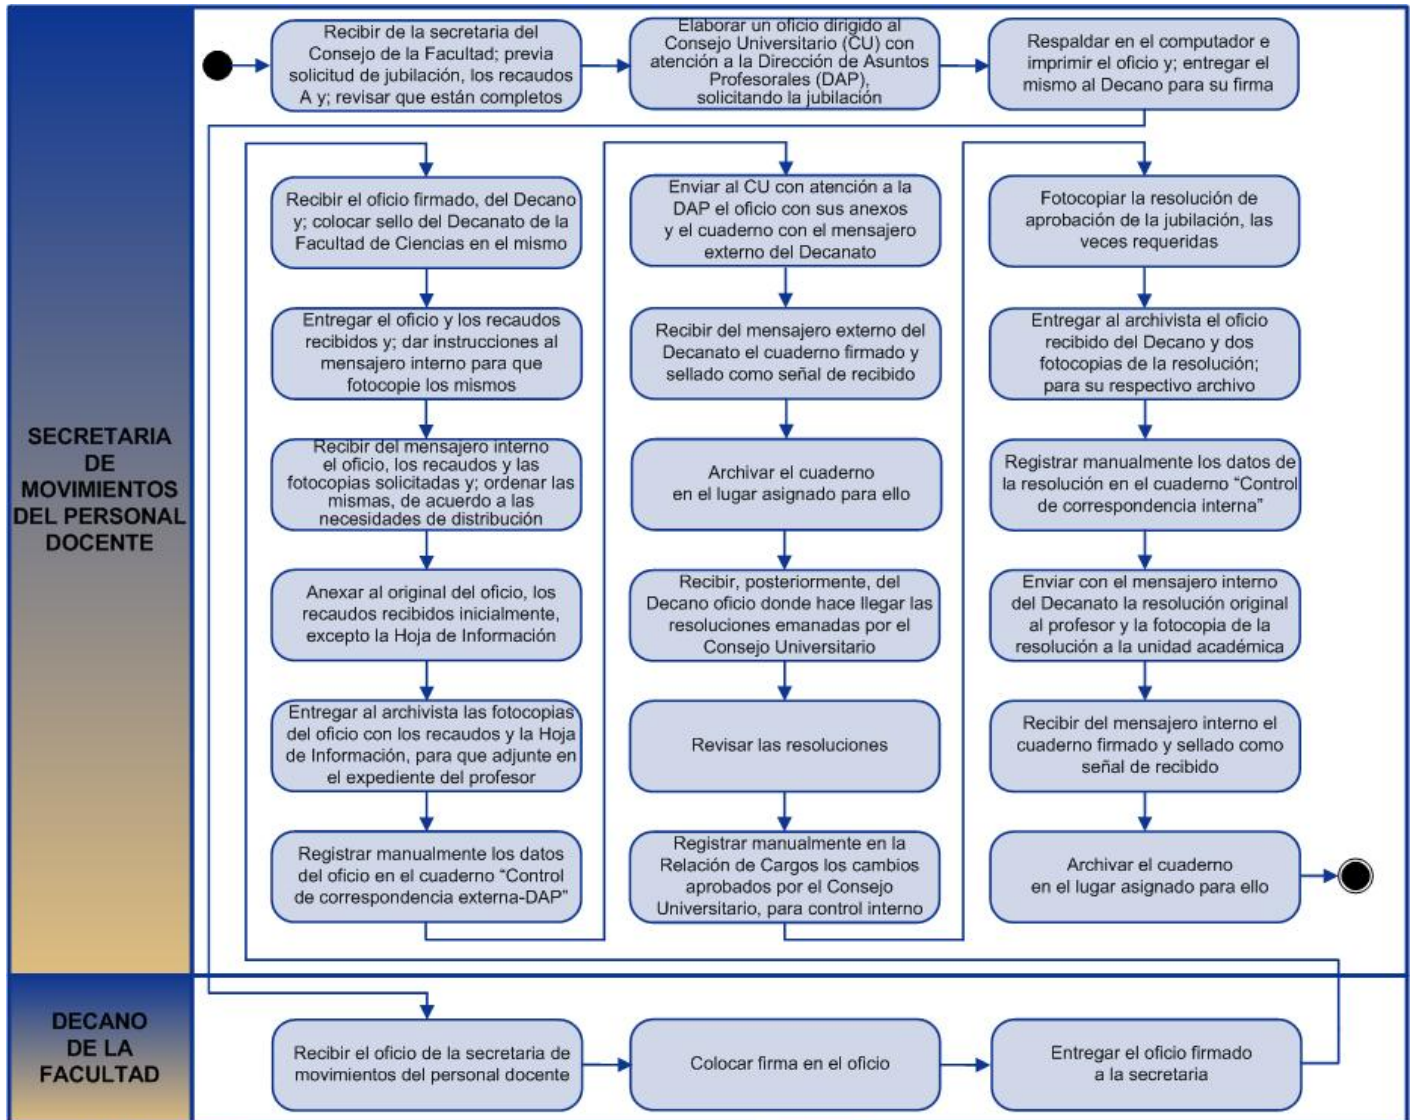 Recibir de la secretaria del
Consejo de la Facultad; previa
solicitud de jubilación, los recaudos
A y; revisar que están completos
Elaborar un oficio dirigido al
Consejo Universitario (CU) con
atención a la Dirección de Asuntos
Profesorales (DAP),
solicitando la jubilación
Respaldar en el computador e
imprimir el oficio y; entregar el
mismo al Decano para su firma
SECRETARIA
DE
MOVIMIENTOS
DEL PERSONAL
DOCENTE
Recibir el oficio firmado, del Decano
y; colocar sello del Decanato de la
Facultad de Ciencias en el mismo
Entregar el oficio y los recaudos
recibidos y; dar instrucciones al
mensajero interno para que
fotocopie los mismos
Recibir del mensajero interno
el oficio, los recaudos y las
fotocopias solicitadas y; ordenar las
mismas, de acuerdo a las
necesidades de distribución
Anexar al original del oficio, los
recaudos recibidos inicialmente,
excepto la Hoja de Información
Entregar al archivista las fotocopias
del oficio con los recaudos y la Hoja
de Información, para que adjunte en
el expediente del profesor
Registrar manualmente los datos
del oficio en el cuaderno “Control
de correspondencia externa-DAP”
Enviar al CU con atención a la
DAP el oficio con sus anexos
y el cuaderno con el mensajero
externo del Decanato
Recibir del mensajero externo del
Decanato el cuaderno firmado y
sellado como señal de recibido
Archivar el cuaderno
en el lugar asignado para ello
Recibir, posteriormente, del
Decano oficio donde hace llegar las
resoluciones emanadas por el
Consejo Universitario
Revisar las resoluciones
Registrar manualmente en la
Relación de Cargos los cambios
aprobados por el Consejo
Universitario, para control interno
Fotocopiar la resolución de
aprobación de la jubilación, las
veces requeridas
Entregar al archivista el oficio
recibido del Decano y dos
fotocopias de la resolución;
para su respectivo archivo
Registrar manualmente los datos de
la resolución en el cuaderno “Control
de correspondencia interna”
Enviar con el mensajero interno
del Decanato la resolución original
al profesor y la fotocopia de la
resolución a la unidad académica
Recibir del mensajero interno el
cuaderno firmado y sellado como
señal de recibido
Archivar el cuaderno
en el lugar asignado para ello
DECANO
DE LA
FACULTAD
Recibir el oficio de la secretaria de
movimientos del personal docente
Colocar firma en el oficio
Entregar el oficio firmado
a la secretaria